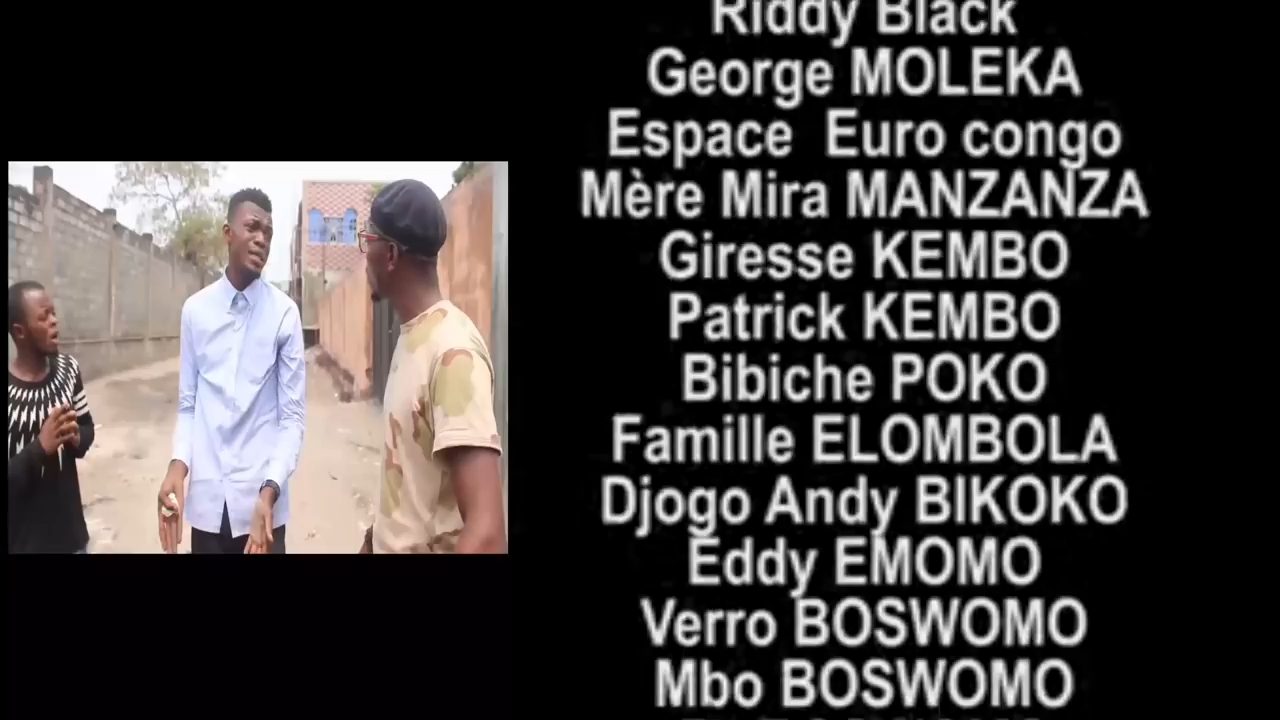 Riddy Black
George MOLEKA
Espace Euro congo
Mère Mira MANZANZA
Giresse KEMBO
Patrick KEMBO
Bibiche POKO
Famille ELOMBOLA
Djogo Andy BIKOKO
Eddy EMOMO
Verro BOSWOMO
Mbo BOSWOMO